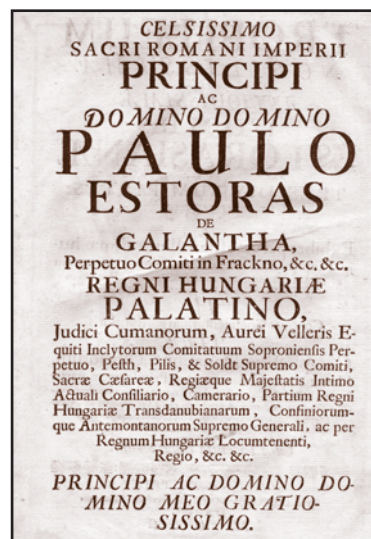 CELSISSIMO
SACRI ROMANI IMPERII
PRINCIPI
AC
DOMINO DOMINO
PAULO
ESTORAS
DE
GALANTHA,
Perpetuo Comiti in Frackno, &c. &c.
REGNI HUNGARIÆ
PALATINO,
Judici Cumanorum, Aurei Velleris E-
quiti Inclytorum Comitatuum Soproniensis Per-
petuo, Peſth, Pilis, & Soldt Supremo Comiti,
Sacræ Cæſareæ, Regiæque Majeſtatis Intimo
Actuali Conſiliario, Camerario, Partium Regni
Hungariæ Transdanubianarum, Confiniorum-
que Antemontanorum Supremo Generali, ac per
Regnum Hungariæ Locumtenenti,
Regio, &c. &c.
PRINCIPI AC DOMINO DO-
MINO MEO GRATIO-
SISSIMO.